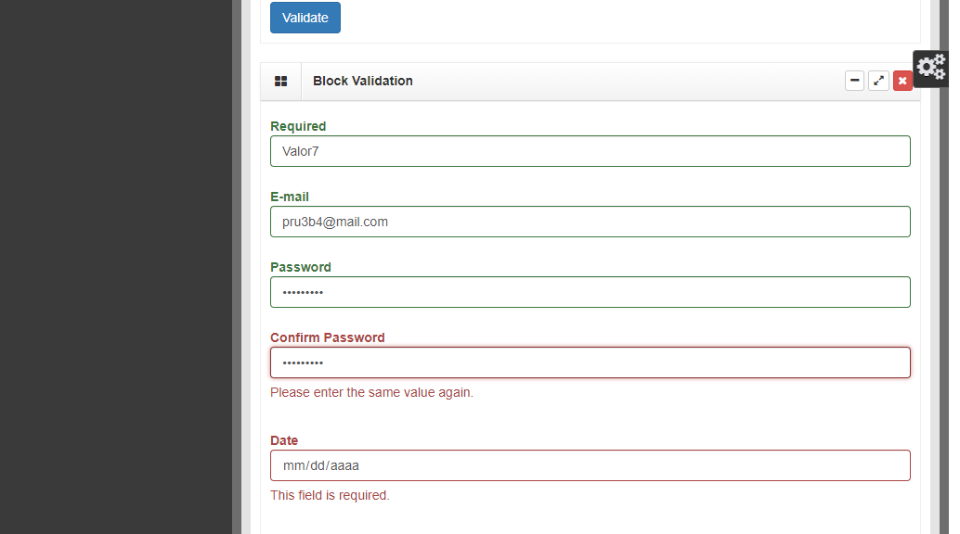 Validate
Block Validation
Required
Valor7
E-mail
pru3b4@mail.com
Password
•••••••••
Confirm Password
•••••••••
Please enter the same value again.
Date
mm/dd/aaaa
This field is required.